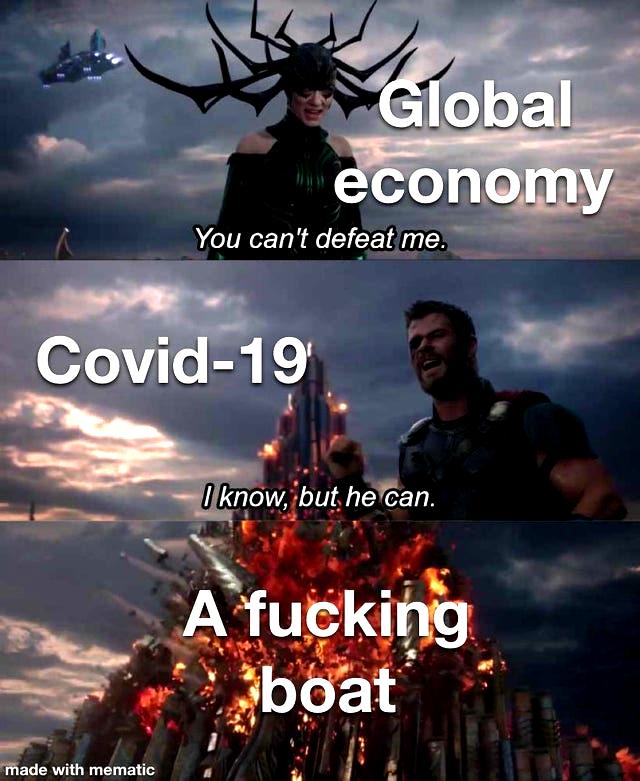 Global
economy
You can't defeat me.
Covid-19
I know, but he can.
A fucking
boat
made with mematic